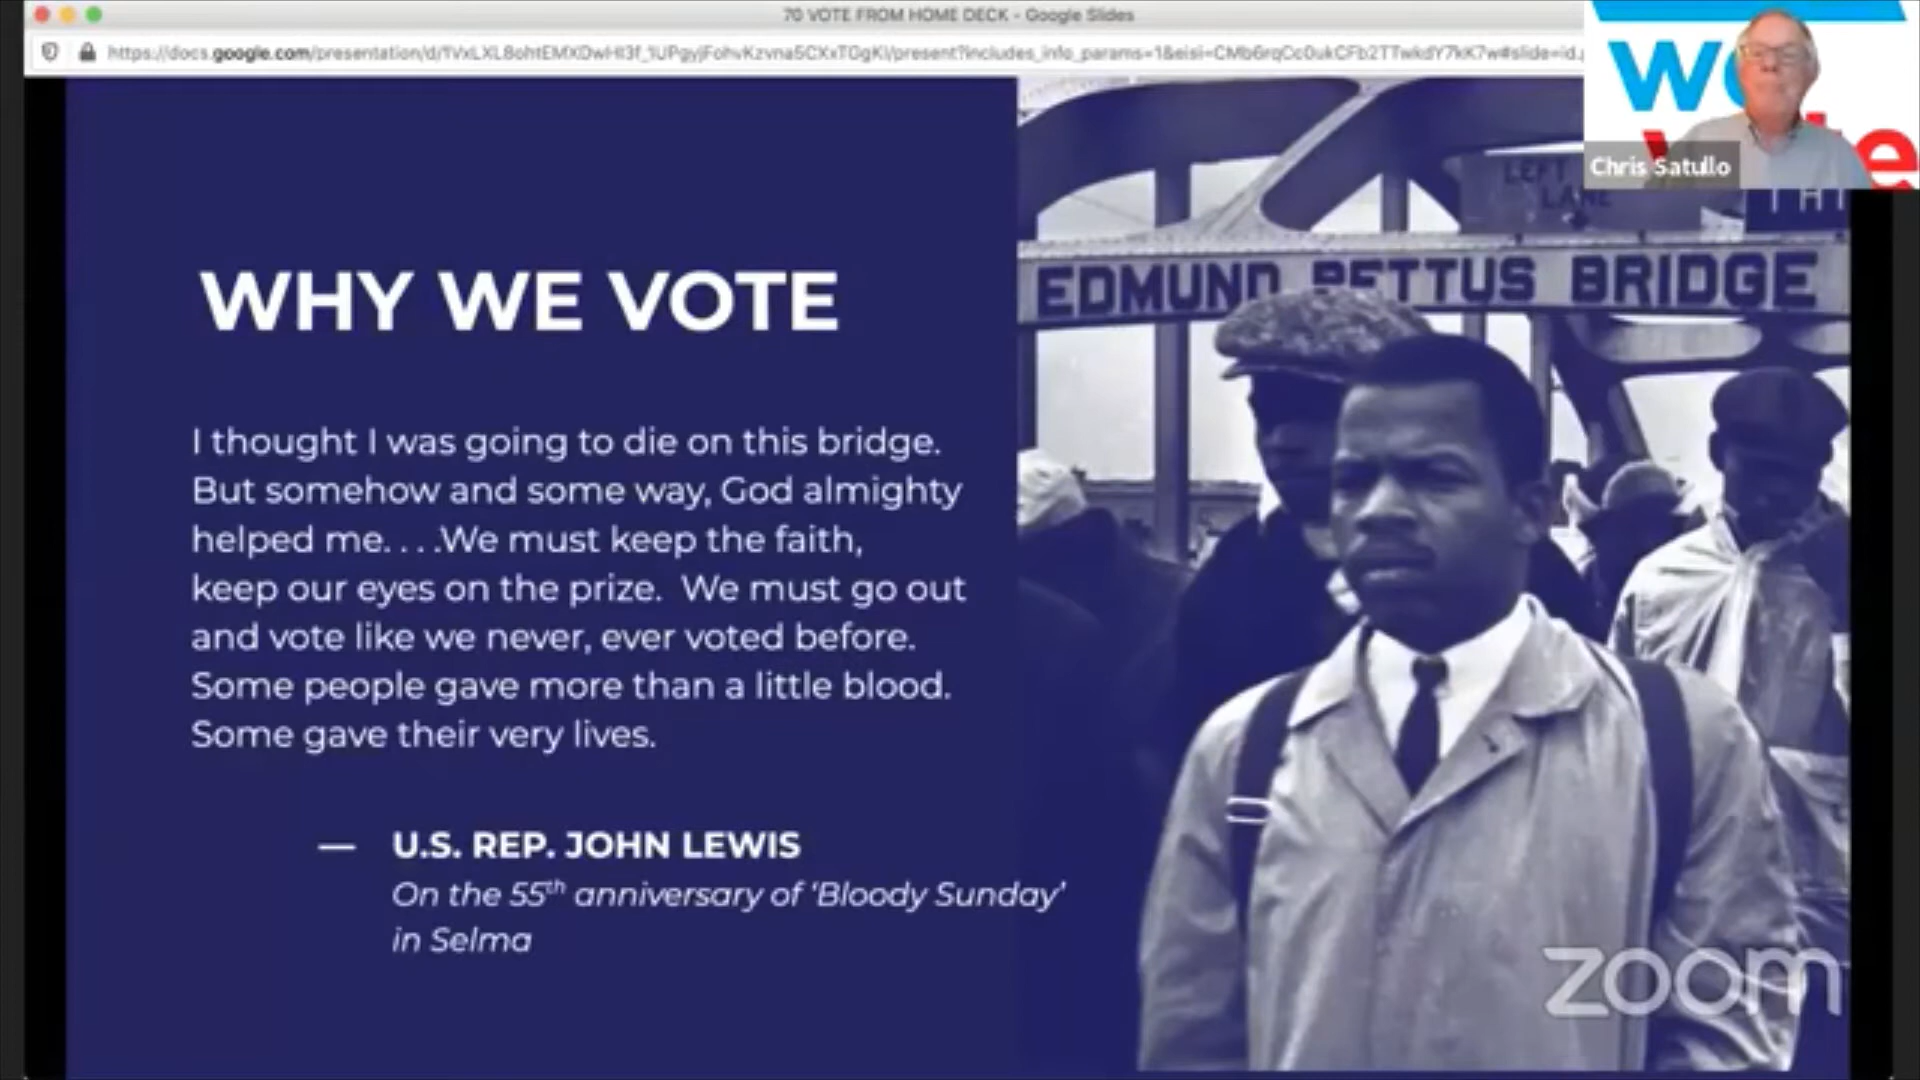 70 VOTE FROM HOME DECK - Google Slides
WHY WE VOTE
I thought I was going to die on this bridge.
But somehow and some way, God almighty
helped me. . . .We must keep the faith,
keep our eyes on the prize. We must go out
and vote like we never, ever voted before.
Some people gave more than a little blood.
Some gave their very lives.
— U.S. REP. JOHN LEWIS
On the 55th anniversary of ‘Bloody Sunday’
in Selma
LEFT
LANE
EDMUND PETTUS BRIDGE
Chris Satullo
zoom